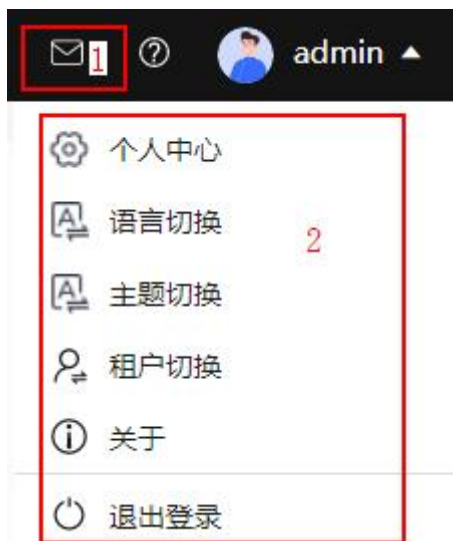 1 admin
个人中心
语言切换
2
主题切换
租户切换
关于
退出登录